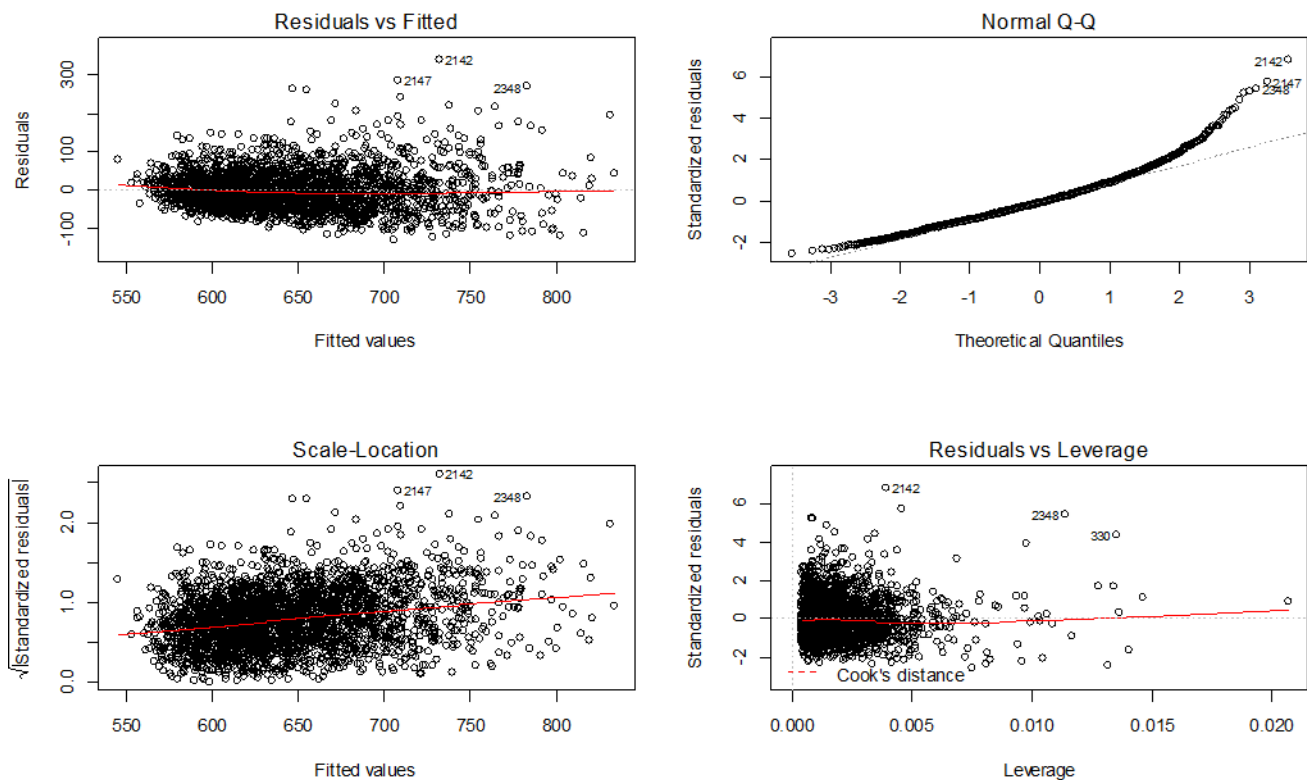 Residuals vs Fitted
Residuals
300
100
0
-100
2142
2147
2348
550 600 650 700 750 800
Fitted values
Normal Q-Q
Standardized residuals
6
4
2
0
-2
2142
2147
2348
-3 -2 -1 0 1 2 3
Theoretical Quantiles
Scale-Location
√|Standardized residuals|
2.0
1.0
0.0
2142
2147
2348
550 600 650 700 750 800
Fitted values
Residuals vs Leverage
Standardized residuals
6
4
2
0
-2
2142
2348
330
Cook's distance
0.000 0.005 0.010 0.015 0.020
Leverage